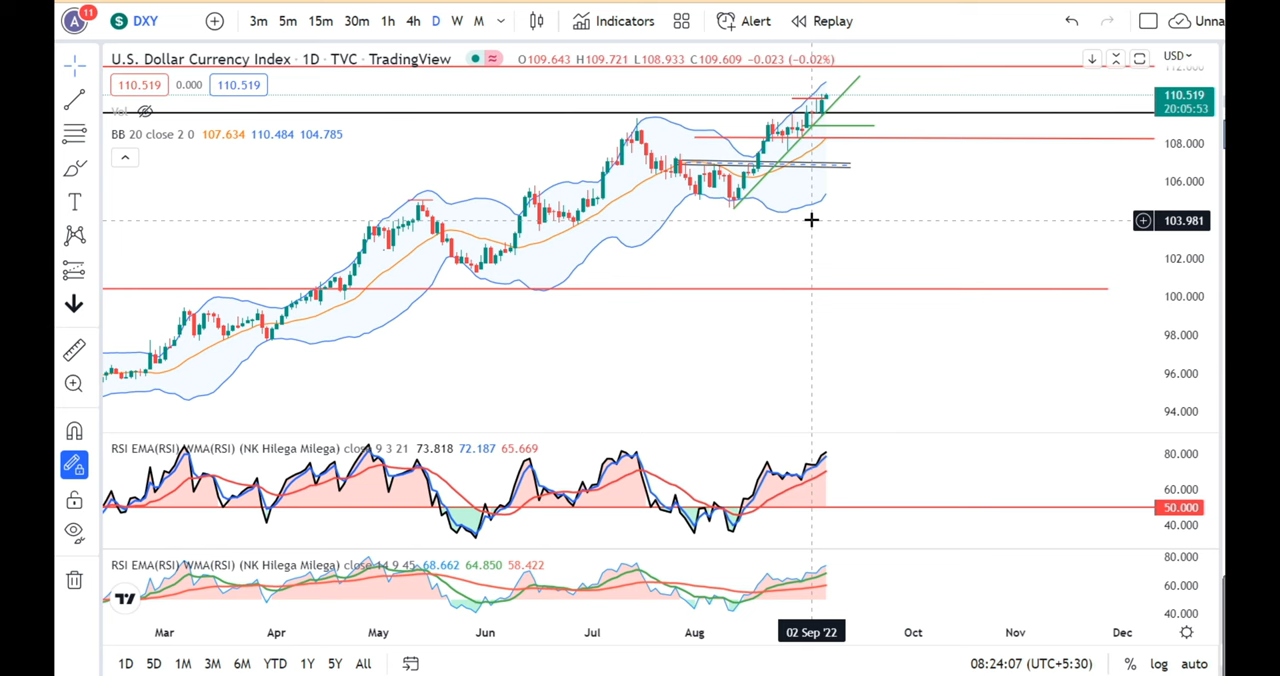 A 11 S DXY 3m 5m 15m 30m 1h 4h D W M Indicators Alert Replay Unna
U.S. Dollar Currency Index · 1D · TVC · TradingView O109.643 H109.721 L108.933 C109.609 -0.023 (-0.02%) USD
112.000
110.519 0.000 110.519
110.519
20:05:53
Vol
BB 20 close 2 0 107.634 110.484 104.785
108.000
106.000
103.981
102.000
100.000
98.000
96.000
94.000
RSI EMA(RSI) WMA(RSI) (NK Hilega Milega) close 9 3 21 73.818 72.187 65.669
80.000
60.000
50.000
40.000
RSI EMA(RSI) WMA(RSI) (NK Hilega Milega) close 14 9 45 68.662 64.850 58.422
80.000
60.000
40.000
Mar Apr May Jun Jul Aug 02 Sep '22 Oct Nov Dec
1D 5D 1M 3M 6M YTD 1Y 5Y All 08:24:07 (UTC+5:30) % log auto